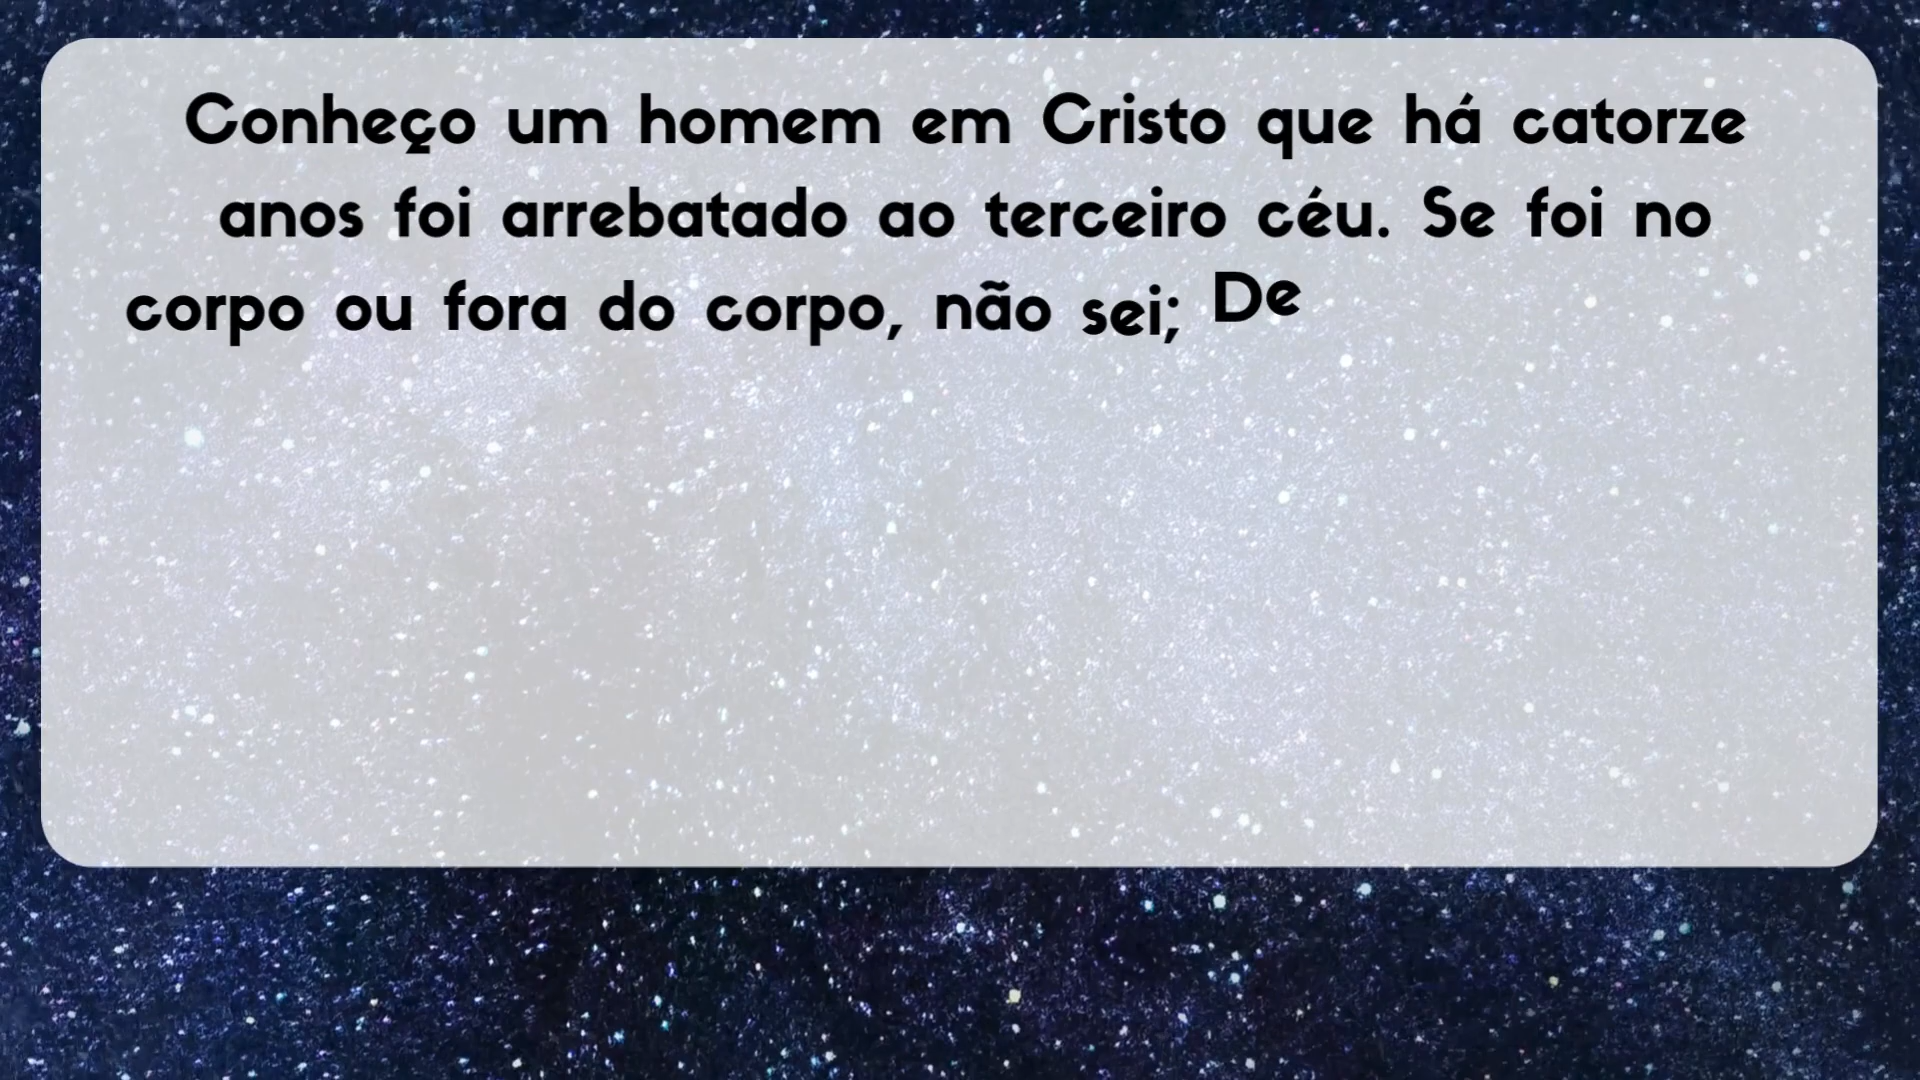 Conheço um homem em Cristo que há catorze
anos foi arrebatado ao terceiro céu. Se foi no
corpo ou fora do corpo, não sei; De